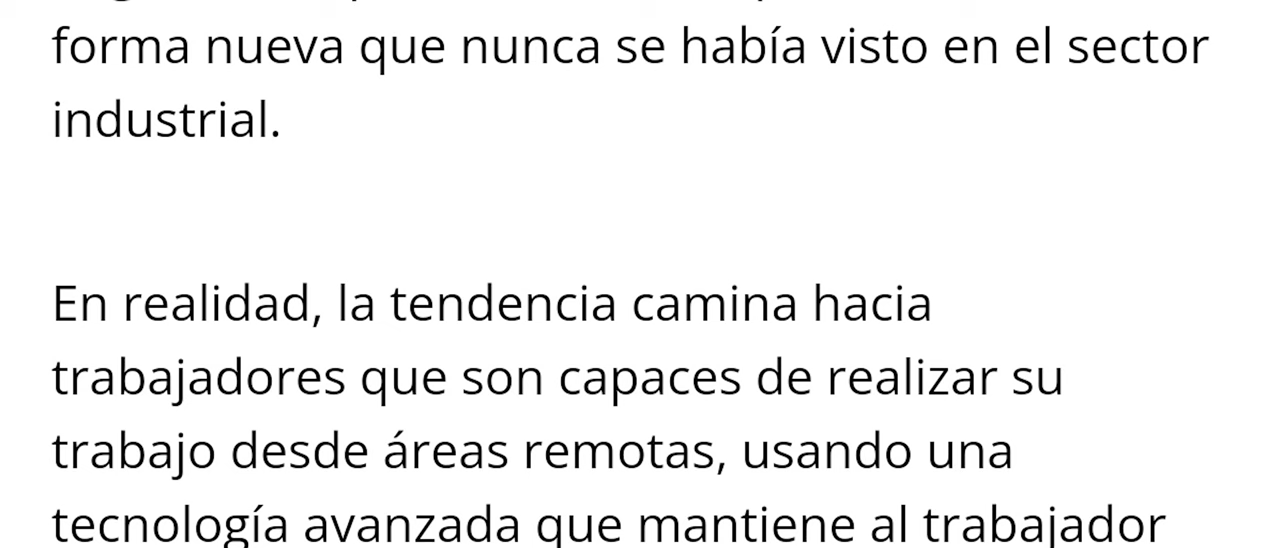 forma nueva que nunca se había visto en el sector
industrial.
En realidad, la tendencia camina hacia
trabajadores que son capaces de realizar su
trabajo desde áreas remotas, usando una
tecnología avanzada que mantiene al trabajador